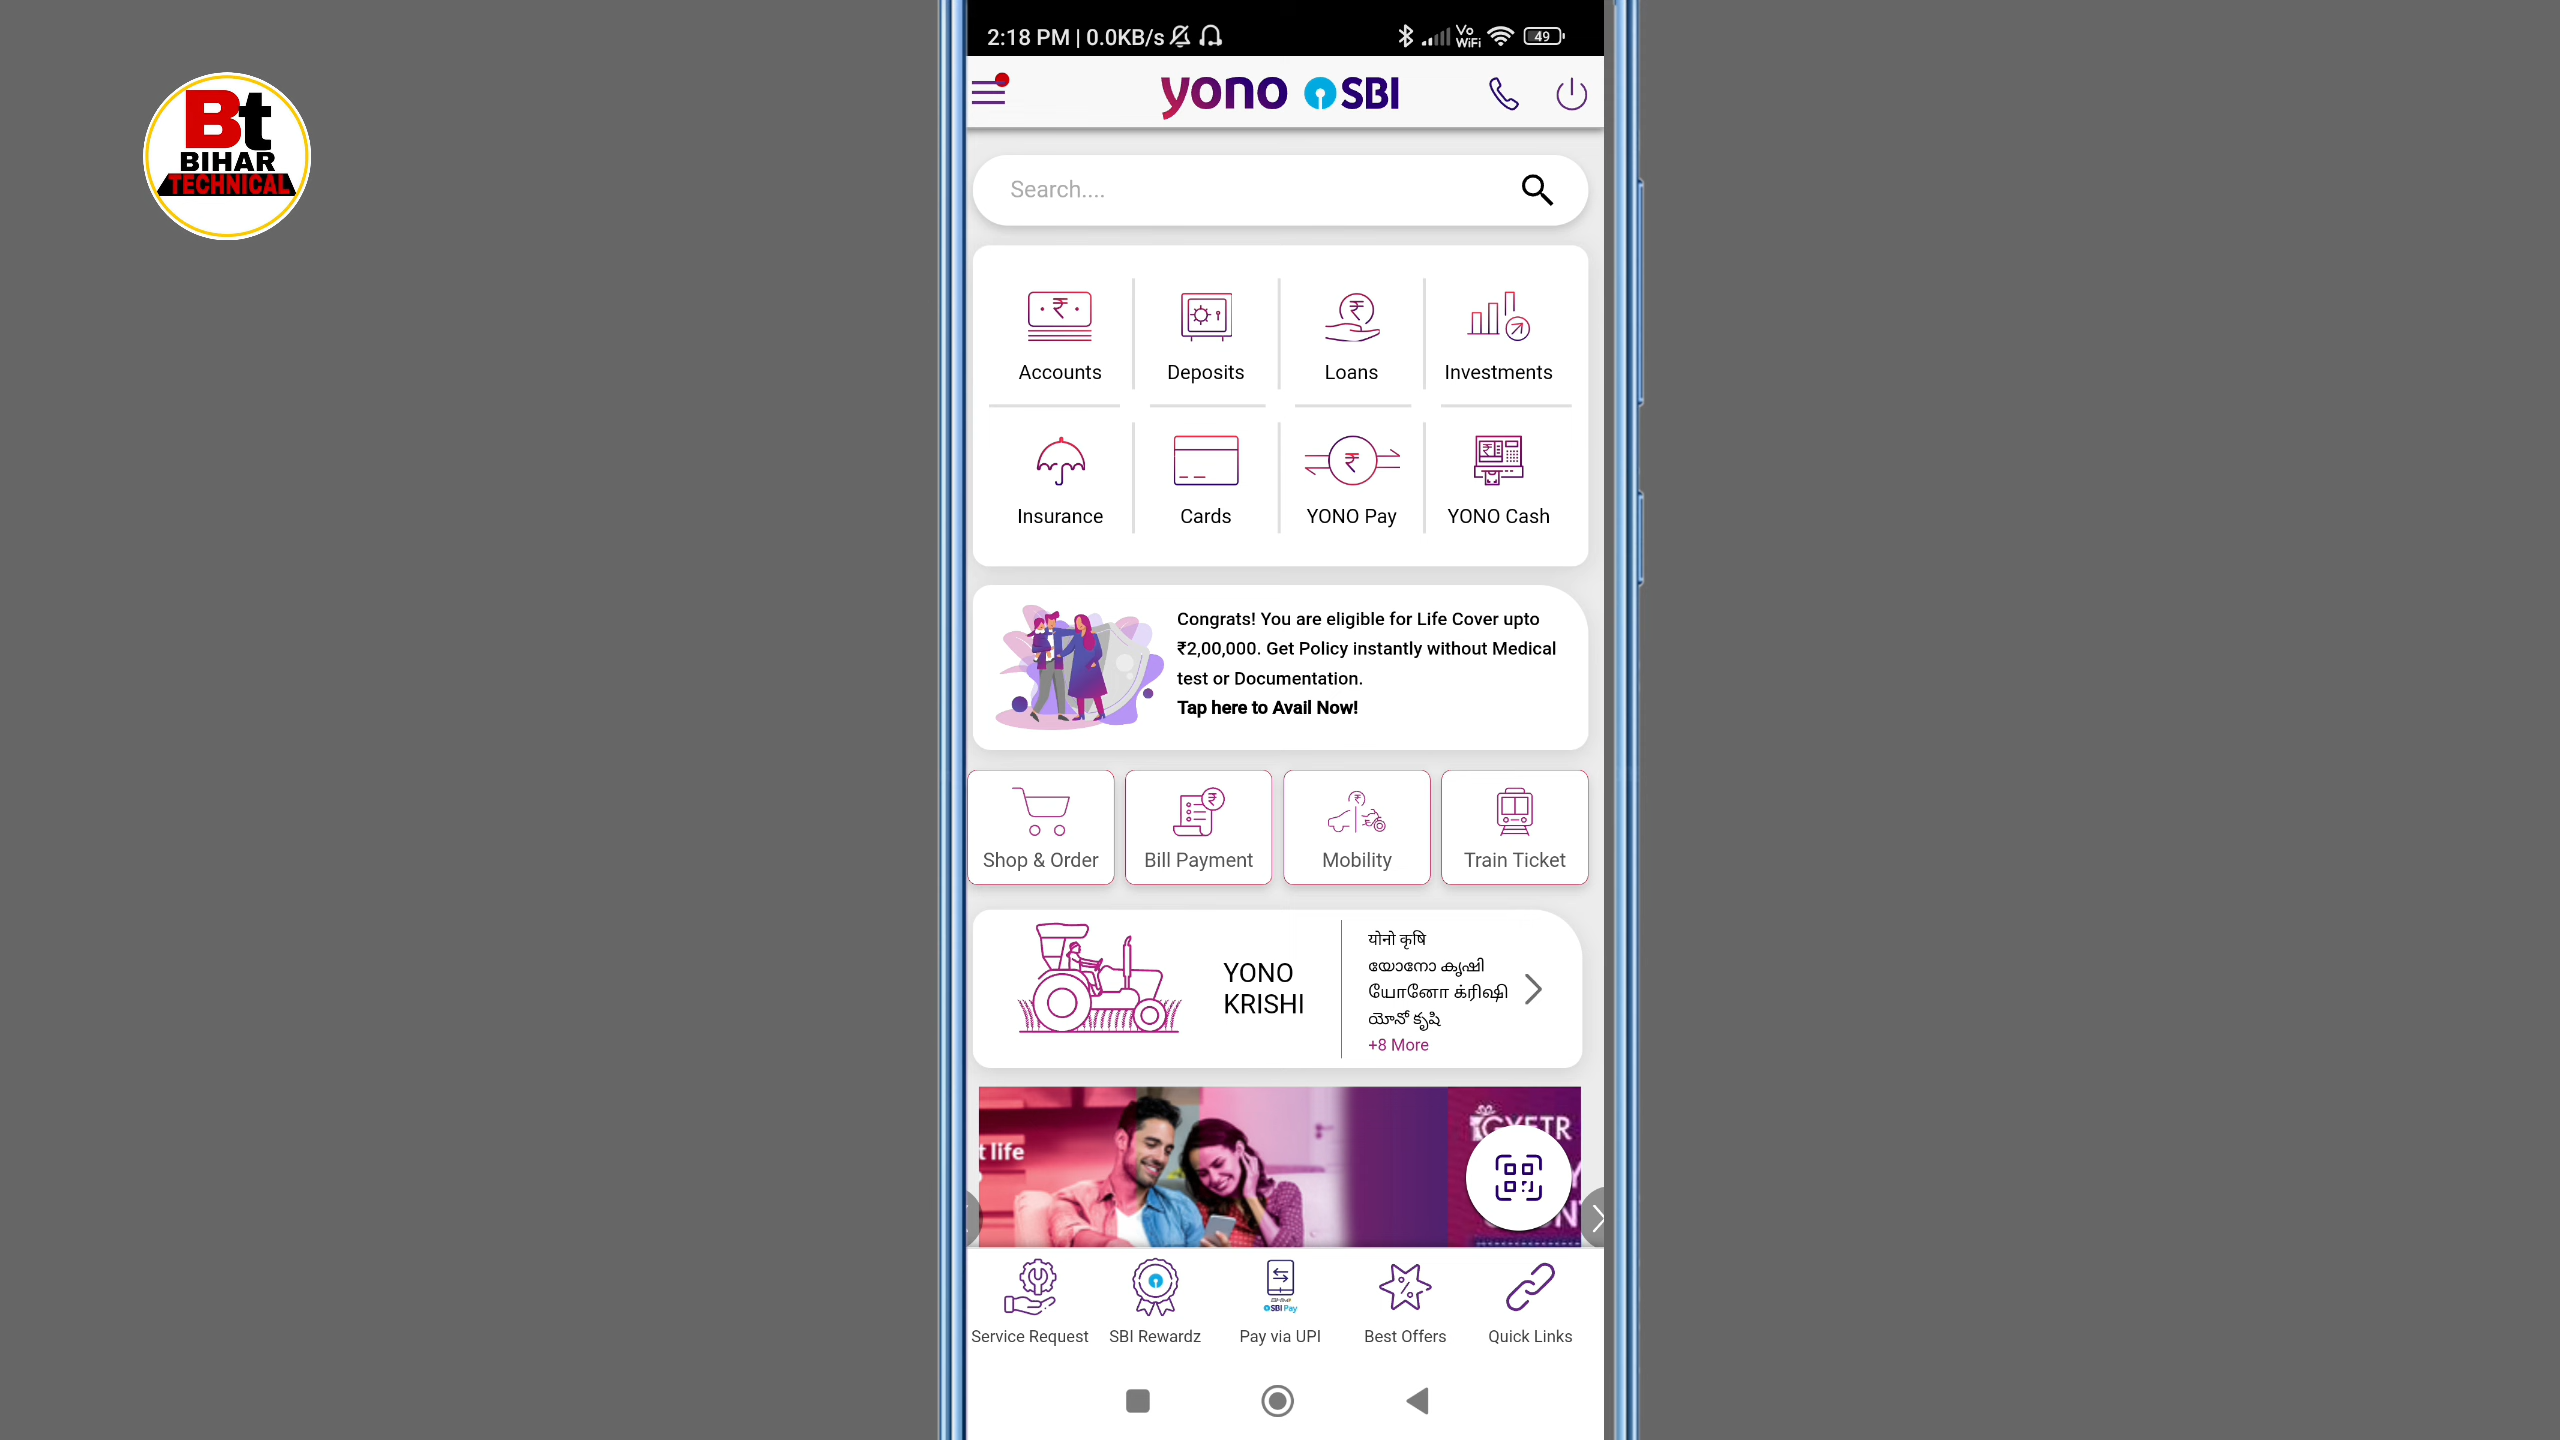 2:18 PM | 0.0KB/s
Vo
WiFi
49
Bt
BIHAR
TECHNICAL
yono SBI
Search....
Accounts
Deposits
Loans
Investments
Insurance
Cards
YONO Pay
YONO Cash
Congrats! You are eligible for Life Cover upto
₹2,00,000. Get Policy instantly without Medical
test or Documentation.
Tap here to Avail Now!
Shop & Order
Bill Payment
Mobility
Train Ticket
YONO
KRISHI
योनो कृषि
യോനോ കൃഷി
யோனோ க்ரிஷி
యోనో కృషి
+8 More
t life
SBI Pay
Service Request
SBI Rewardz
Pay via UPI
Best Offers
Quick Links